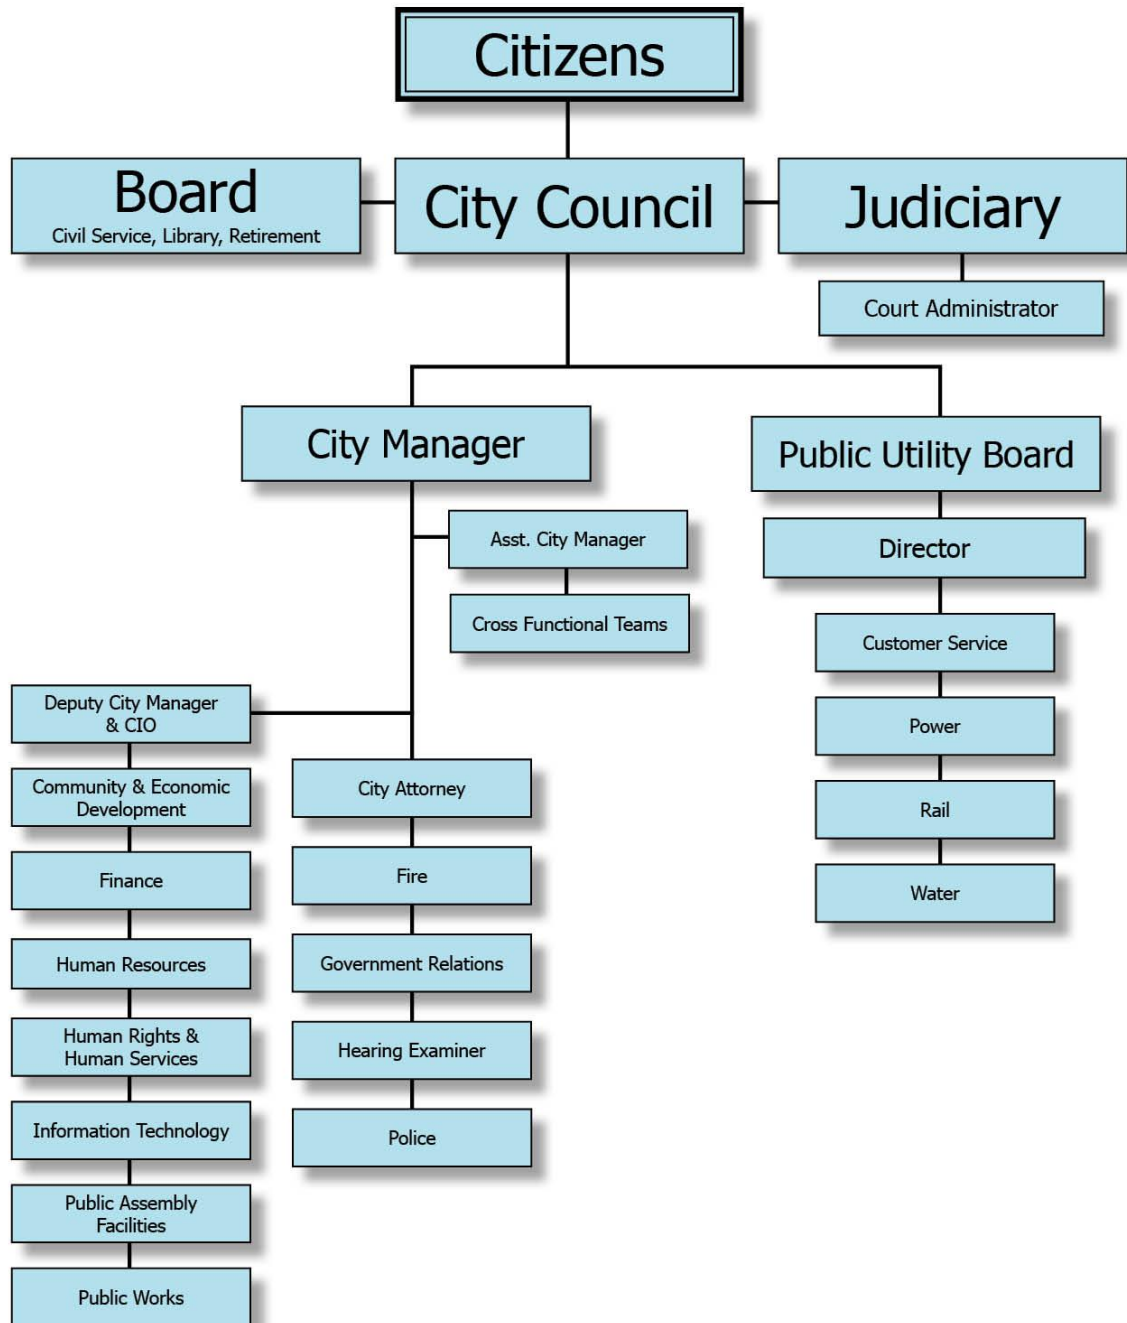 Citizens
Board
Civil Service, Library, Retirement
City Council
Judiciary
Court Administrator
City Manager
Public Utility Board
Asst. City Manager
Director
Cross Functional Teams
Customer Service
Deputy City Manager
& CIO
Power
Community & Economic
Development
City Attorney
Rail
Finance
Fire
Water
Human Resources
Government Relations
Human Rights &
Human Services
Hearing Examiner
Information Technology
Police
Public Assembly
Facilities
Public Works